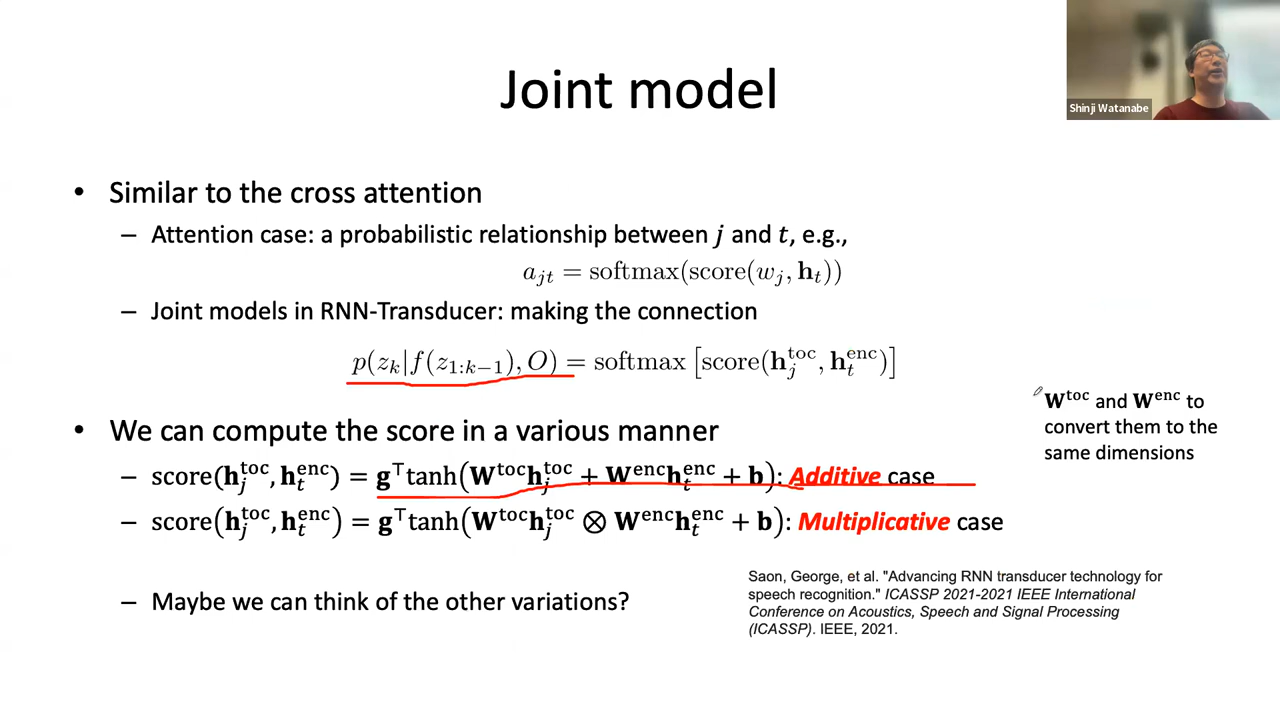 Shinji Watanabe
Joint model
• Similar to the cross attention
– Attention case: a probabilistic relationship between j and t, e.g.,
a_{jt} = softmax(score(w_j, h_t))
– Joint models in RNN-Transducer: making the connection
p(z_k|f(z_{1:k−1}), O) = softmax [score(h_j^{toc}, h_t^{enc})]
W^{toc} and W^{enc} to
convert them to the
same dimensions
• We can compute the score in a various manner
– score(h_j^{toc}, h_t^{enc}) = g^⊤tanh(W^{toc}h_j^{toc} + W^{enc}h_t^{enc} + b): Additive case
– score(h_j^{toc}, h_t^{enc}) = g^⊤tanh(W^{toc}h_j^{toc} ⊗ W^{enc}h_t^{enc} + b): Multiplicative case
– Maybe we can think of the other variations?
Saon, George, et al. "Advancing RNN transducer technology for
speech recognition." ICASSP 2021-2021 IEEE International
Conference on Acoustics, Speech and Signal Processing
(ICASSP). IEEE, 2021.